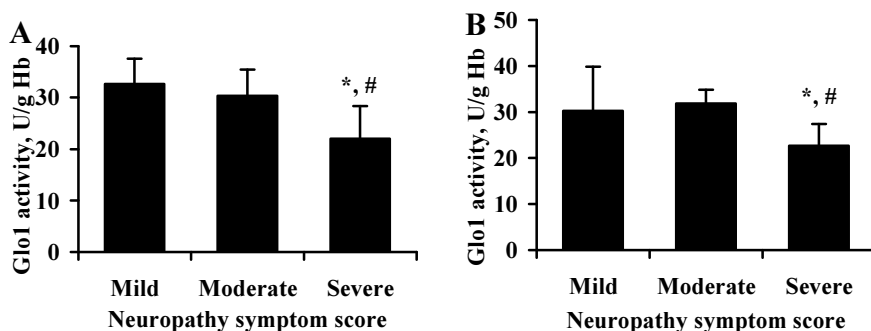 A
Glo1 activity, U/g Hb
40
30
20
10
0
*, #
Mild Moderate Severe
Neuropathy symptom score
B
Glo1 activity, U/g Hb
50
40
30
20
10
0
*, #
Mild Moderate Severe
Neuropathy symptom score